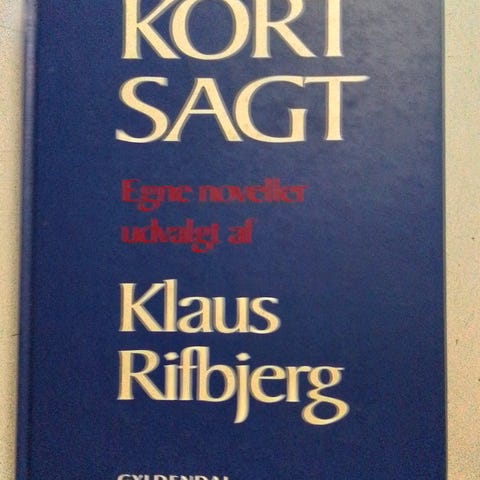 KORT
SAGT
Egne noveller
udvalgt af
Klaus
Rifbjerg
GYLDENDAL